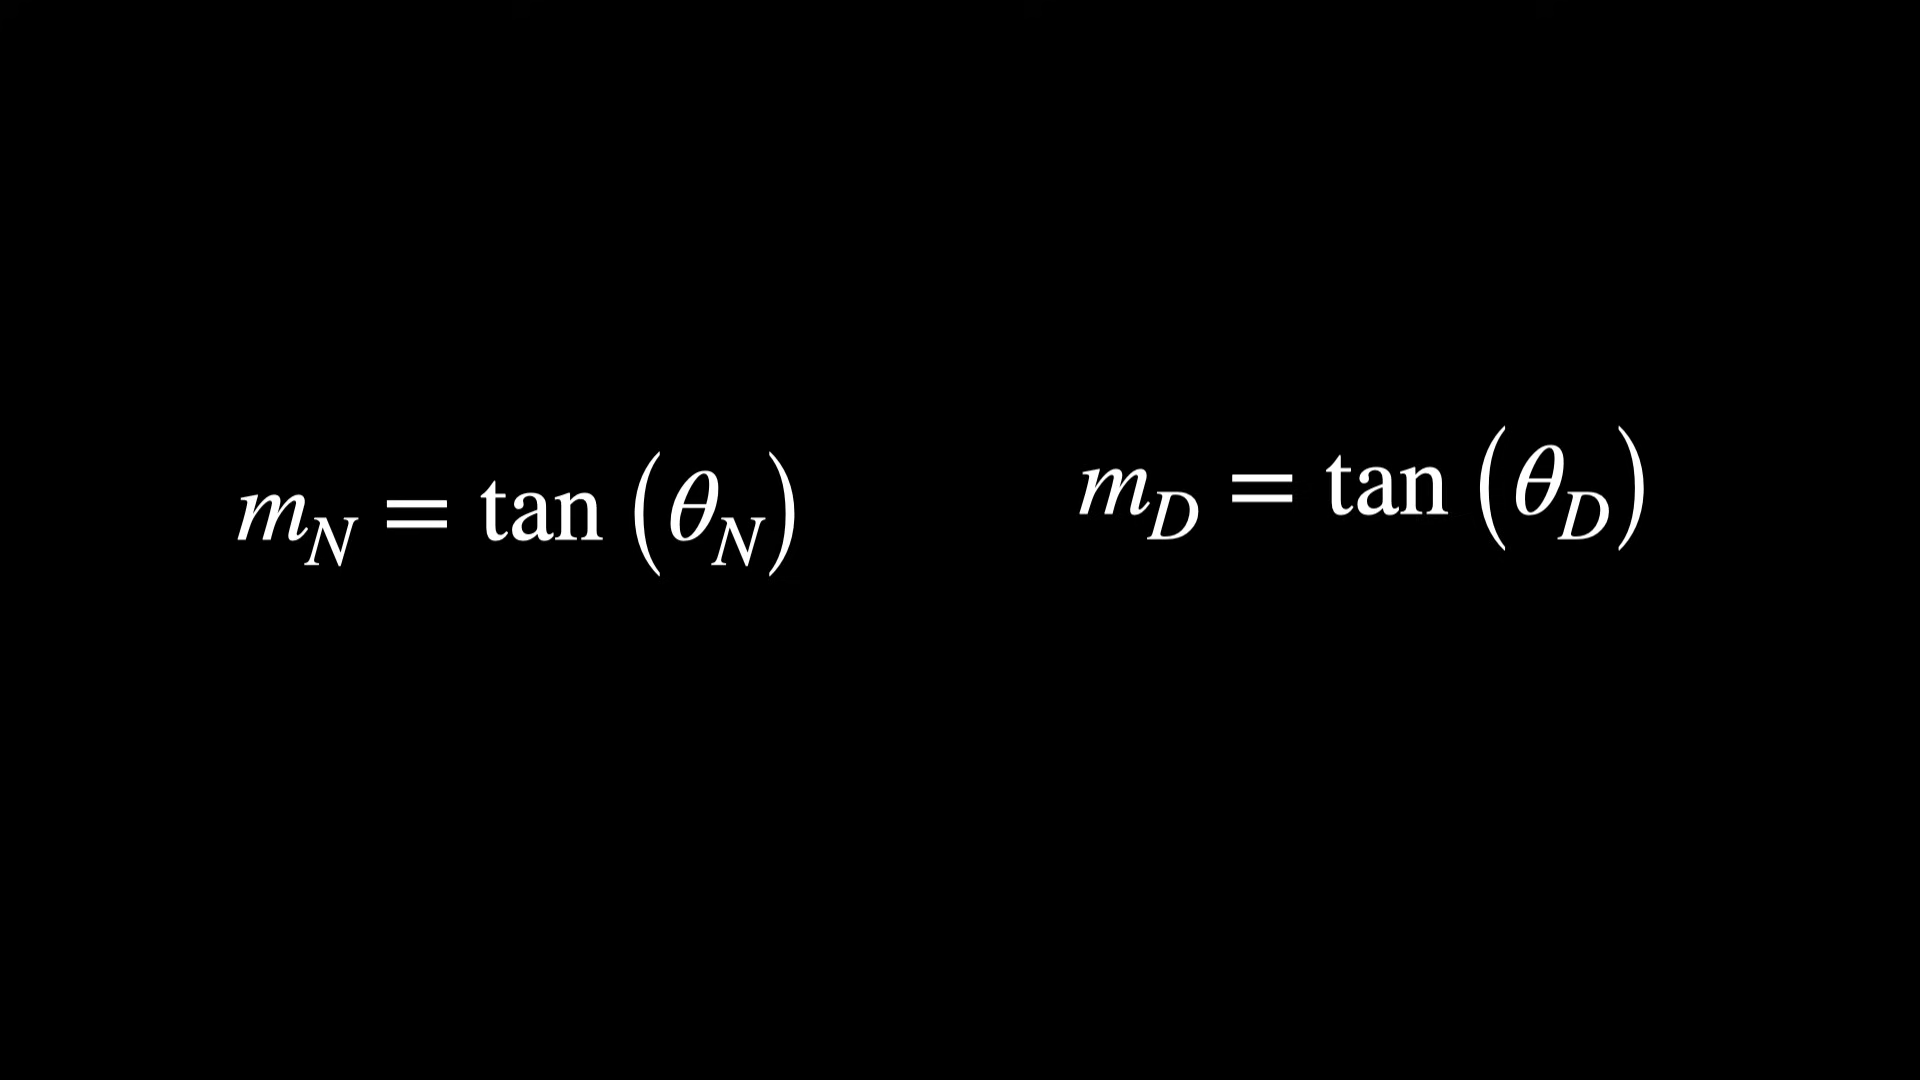 m_N = tan (θ_N)
m_D = tan (θ_D)